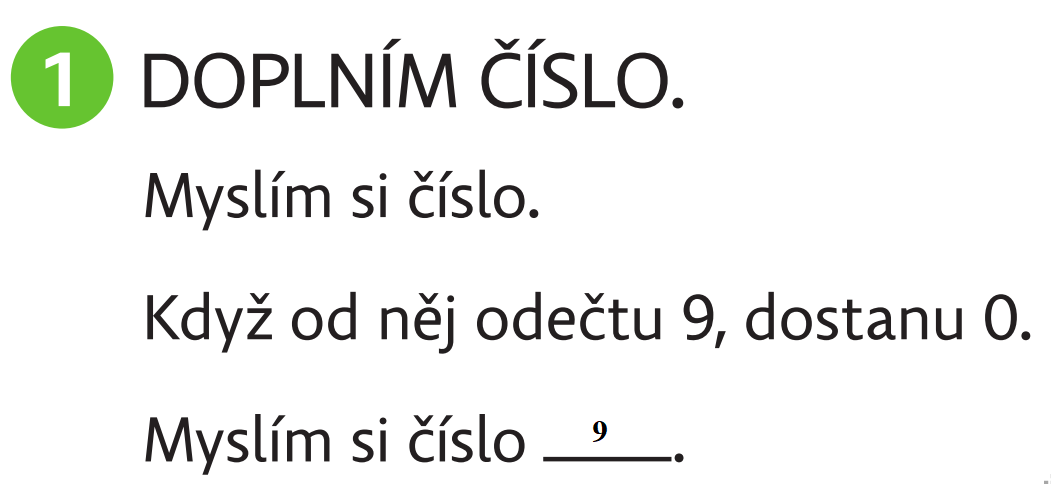 1 DOPLNÍM ČÍSLO.
Myslím si číslo.
Když od něj odečtu 9, dostanu 0.
Myslím si číslo 9.